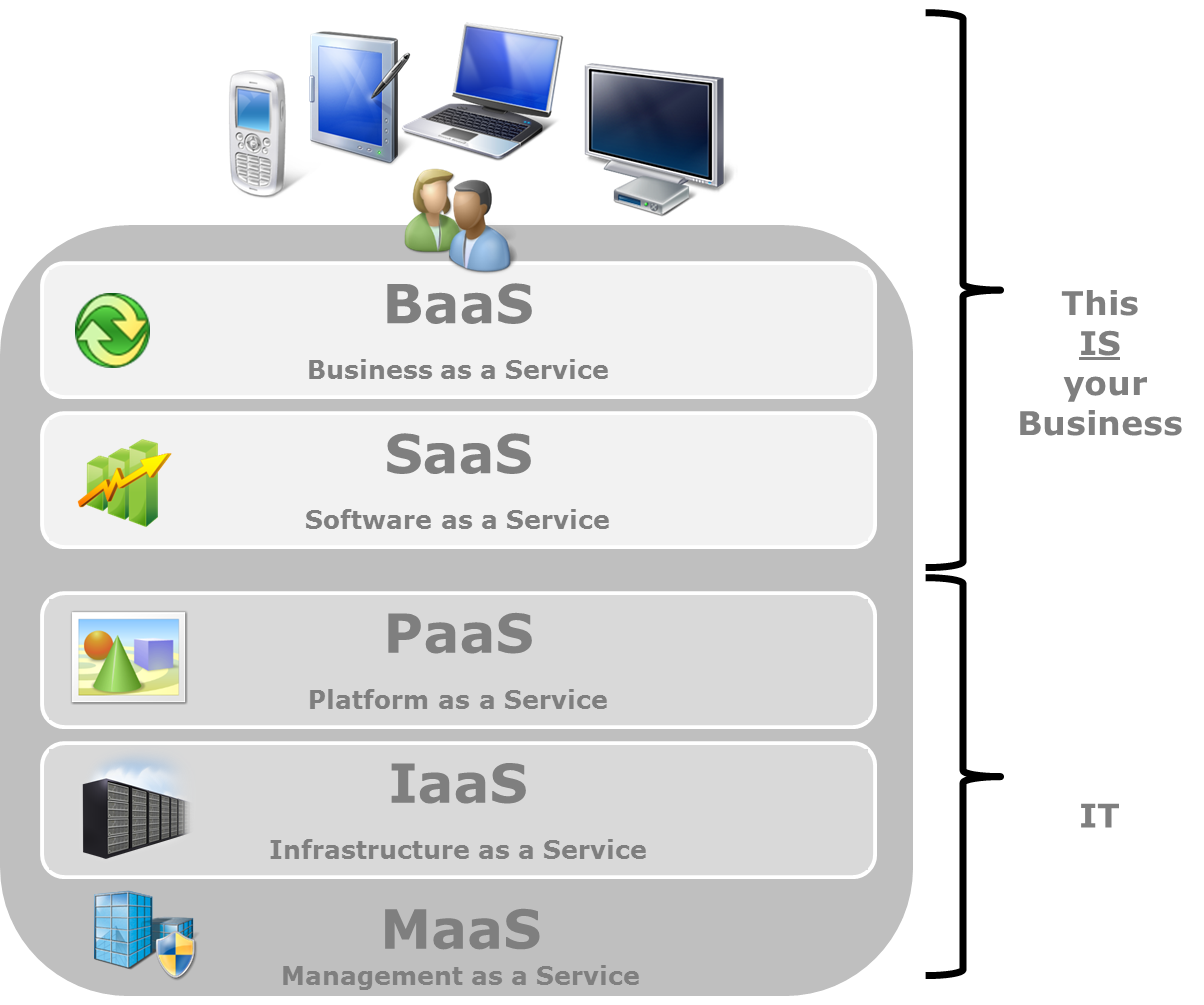 BaaS
Business as a Service
SaaS
Software as a Service
This
IS
your
Business
PaaS
Platform as a Service
IaaS
Infrastructure as a Service
MaaS
Management as a Service
IT